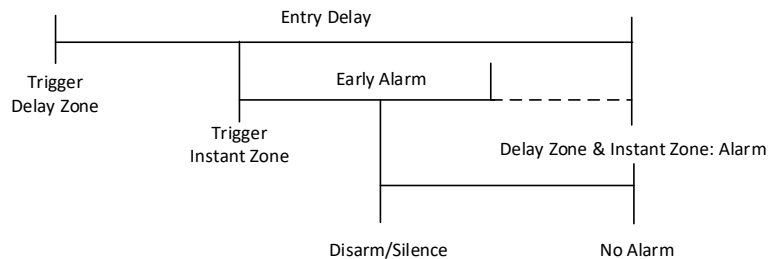 Entry Delay
Trigger
Delay Zone
Early Alarm
Trigger
Instant Zone
Delay Zone & Instant Zone: Alarm
Disarm/Silence
No Alarm